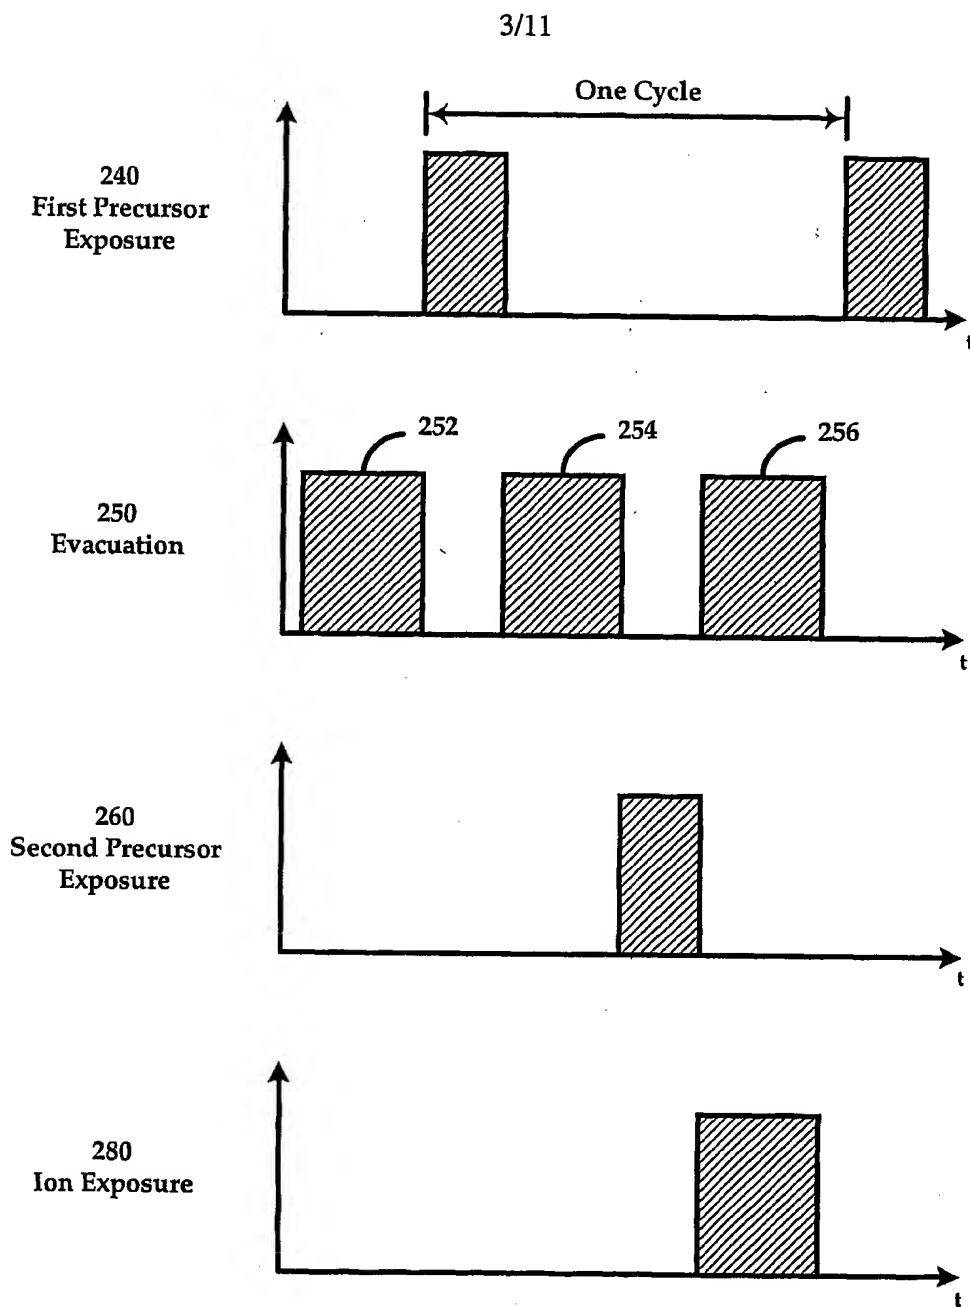 3/11
One Cycle
240
First Precursor
Exposure
t
252
254
256
250
Evacuation
t
260
Second Precursor
Exposure
t
280
Ion Exposure
t